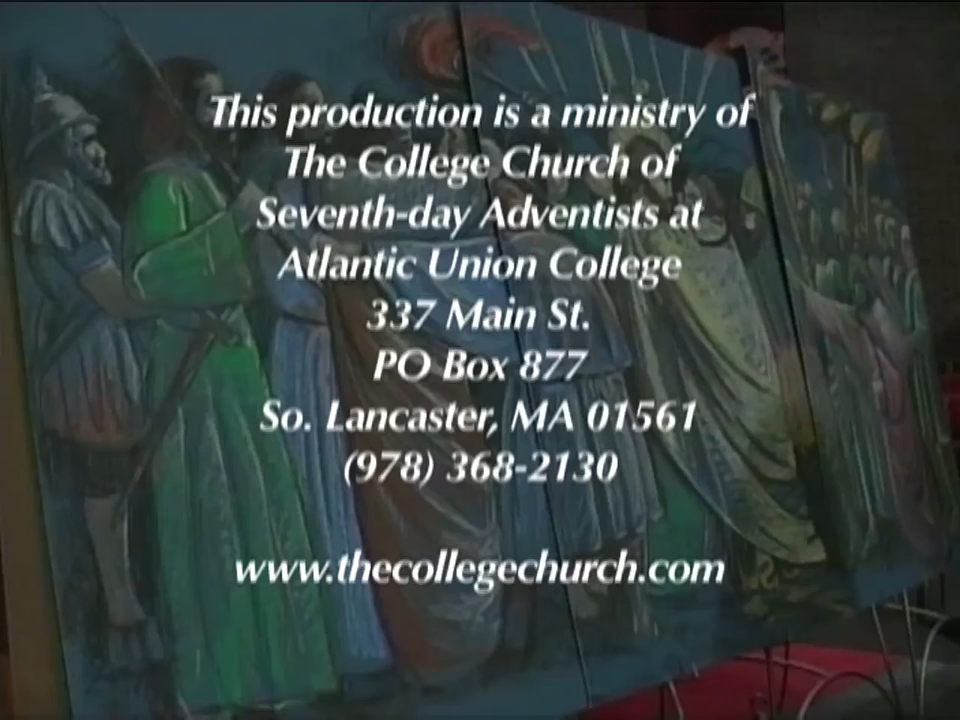 This production is a ministry of
The College Church of
Seventh-day Adventists at
Atlantic Union College
337 Main St.
PO Box 877
So. Lancaster, MA 01561
(978) 368-2130
www.thecollegechurch.com